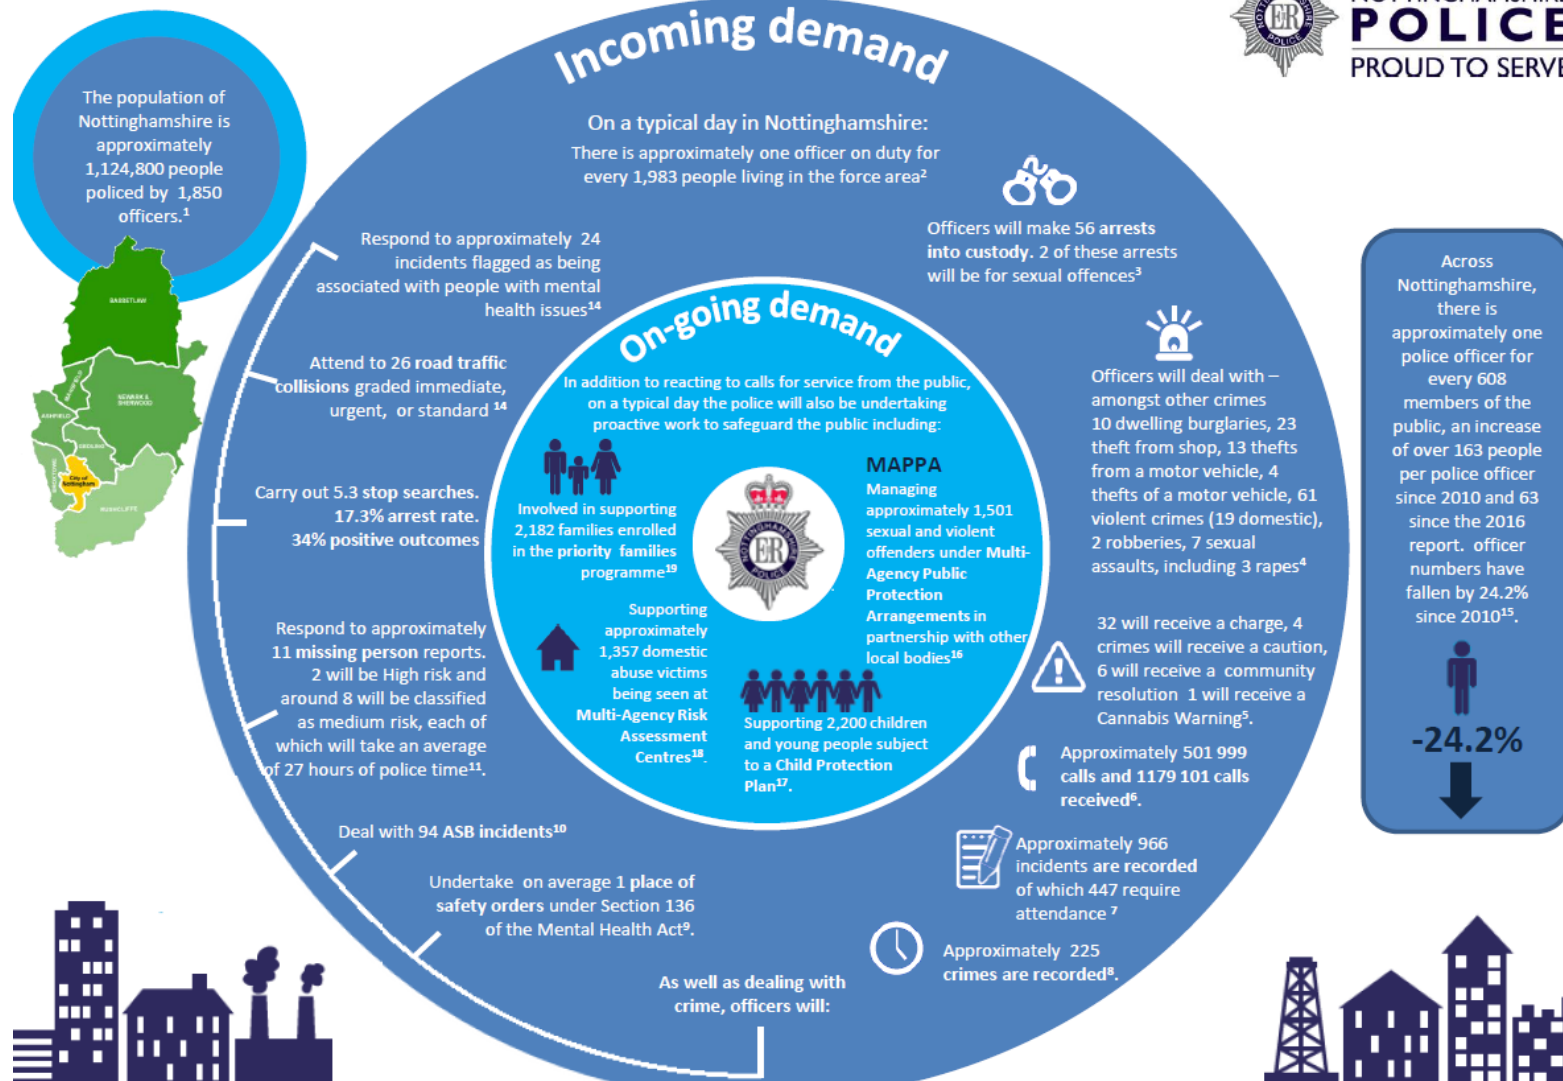 Incoming demand
NOTTINGHAMSHIRE
POLICE
PROUD TO SERVE
The population of
Nottinghamshire is
approximately
1,124,800 people
policed by 1,850
officers.¹
BASSETLAW
MANSFIELD
ASHFIELD
NEWARK &
SHERWOOD
GEDLING
BROXTOWE
City of
Nottingham
RUSHCLIFFE
On a typical day in Nottinghamshire:
There is approximately one officer on duty for
every 1,983 people living in the force area²
Officers will make 56 arrests
into custody. 2 of these arrests
will be for sexual offences³
Officers will deal with –
amongst other crimes
10 dwelling burglaries, 23
theft from shop, 13 thefts
from a motor vehicle, 4
thefts of a motor vehicle, 61
violent crimes (19 domestic),
2 robberies, 7 sexual
assaults, including 3 rapes⁴
32 will receive a charge, 4
crimes will receive a caution,
6 will receive a community
resolution 1 will receive a
Cannabis Warning⁵.
Approximately 501 999
calls and 1179 101 calls
received⁶.
Approximately 966
incidents are recorded
of which 447 require
attendance ⁷
Approximately 225
crimes are recorded⁸.
As well as dealing with
crime, officers will:
Undertake on average 1 place of
safety orders under Section 136
of the Mental Health Act⁹.
Deal with 94 ASB incidents¹⁰
Respond to approximately
11 missing person reports.
2 will be High risk and
around 8 will be classified
as medium risk, each of
which will take an average
of 27 hours of police time¹¹.
Carry out 5.3 stop searches.
17.3% arrest rate.
34% positive outcomes
Attend to 26 road traffic
collisions graded immediate,
urgent, or standard ¹⁴
Respond to approximately 24
incidents flagged as being
associated with people with mental
health issues¹⁴
On-going demand
In addition to reacting to calls for service from the public,
on a typical day the police will also be undertaking
proactive work to safeguard the public including:
Involved in supporting
2,182 families enrolled
in the priority families
programme¹⁹
Supporting
approximately
1,357 domestic
abuse victims
being seen at
Multi-Agency Risk
Assessment
Centres¹⁸.
NOTTINGHAMSHIRE
EIIR
POLICE
MAPPA
Managing
approximately 1,501
sexual and violent
offenders under Multi-
Agency Public
Protection
Arrangements in
partnership with other
local bodies¹⁶
Supporting 2,200 children
and young people subject
to a Child Protection
Plan¹⁷.
Across
Nottinghamshire,
there is
approximately one
police officer for
every 608
members of the
public, an increase
of over 163 people
per police officer
since 2010 and 63
since the 2016
report. officer
numbers have
fallen by 24.2%
since 2010¹⁵.
-24.2%